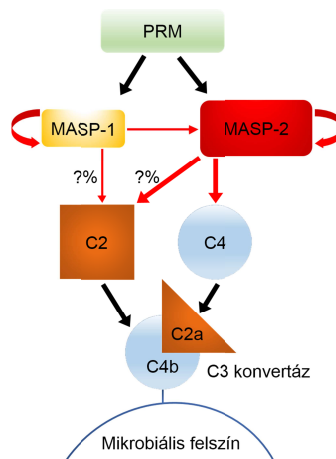 PRM
MASP-1
MASP-2
?%
?%
C2
C4
C2a
C4b
C3 konvertáz
Mikrobiális felszín